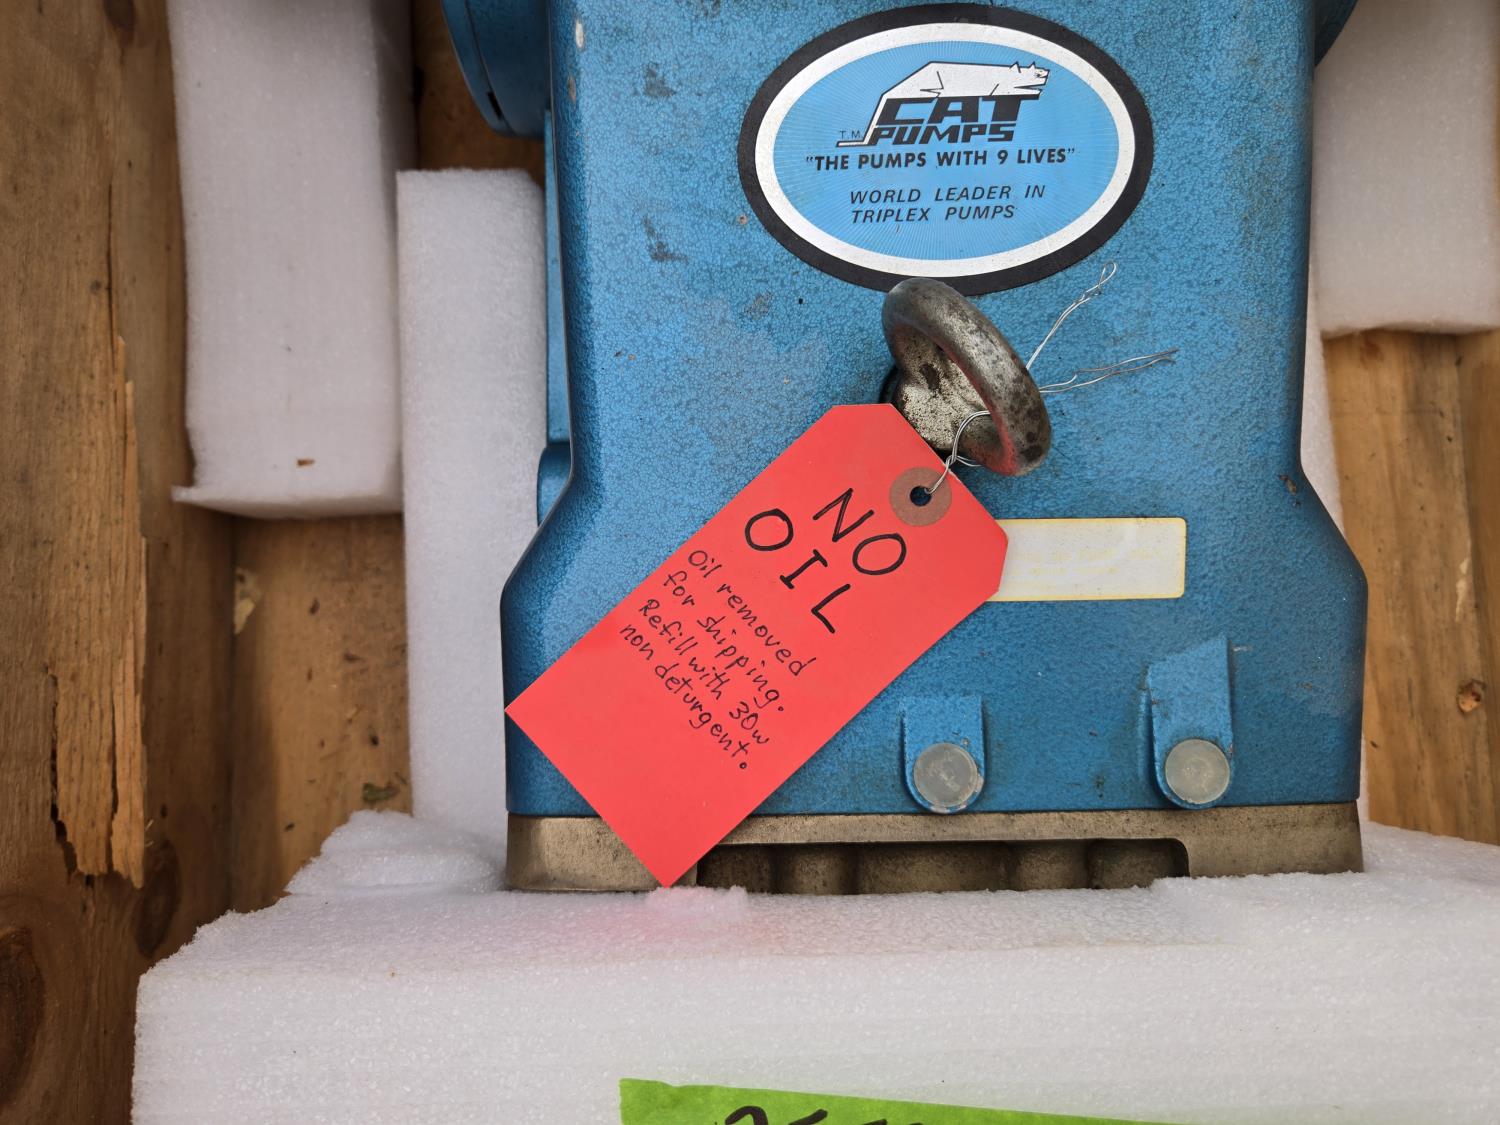 CAT
T.M. PUMPS
"THE PUMPS WITH 9 LIVES"
WORLD LEADER IN
TRIPLEX PUMPS
NO
OIL
Oil removed
for shipping.
Refill with 30w
non deturgent.